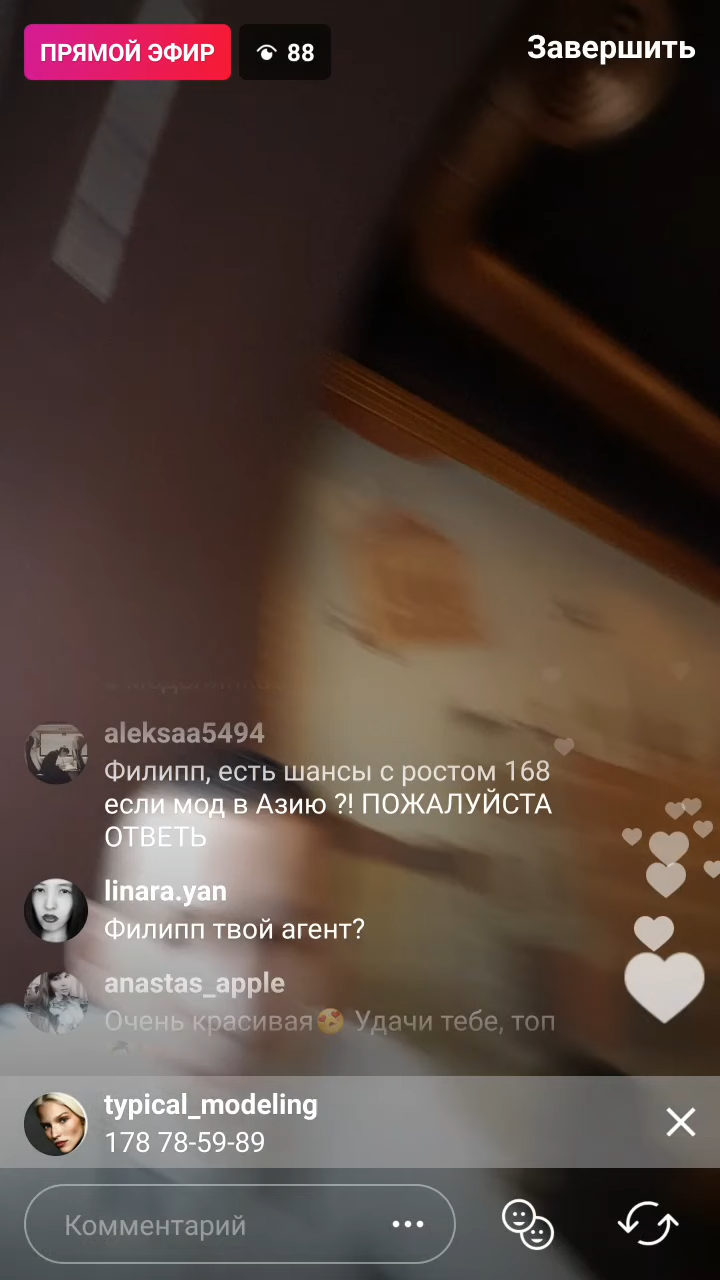 ПРЯМОЙ ЭФИР
88
Завершить
aleksaa5494
Филипп, есть шансы с ростом 168
если мод в Азию ?! ПОЖАЛУЙСТА
ОТВЕТЬ
linara.yan
Филипп твой агент?
anastas_apple
Очень красивая😍 Удачи тебе, топ
typical_modeling
178 78-59-89
Комментарий